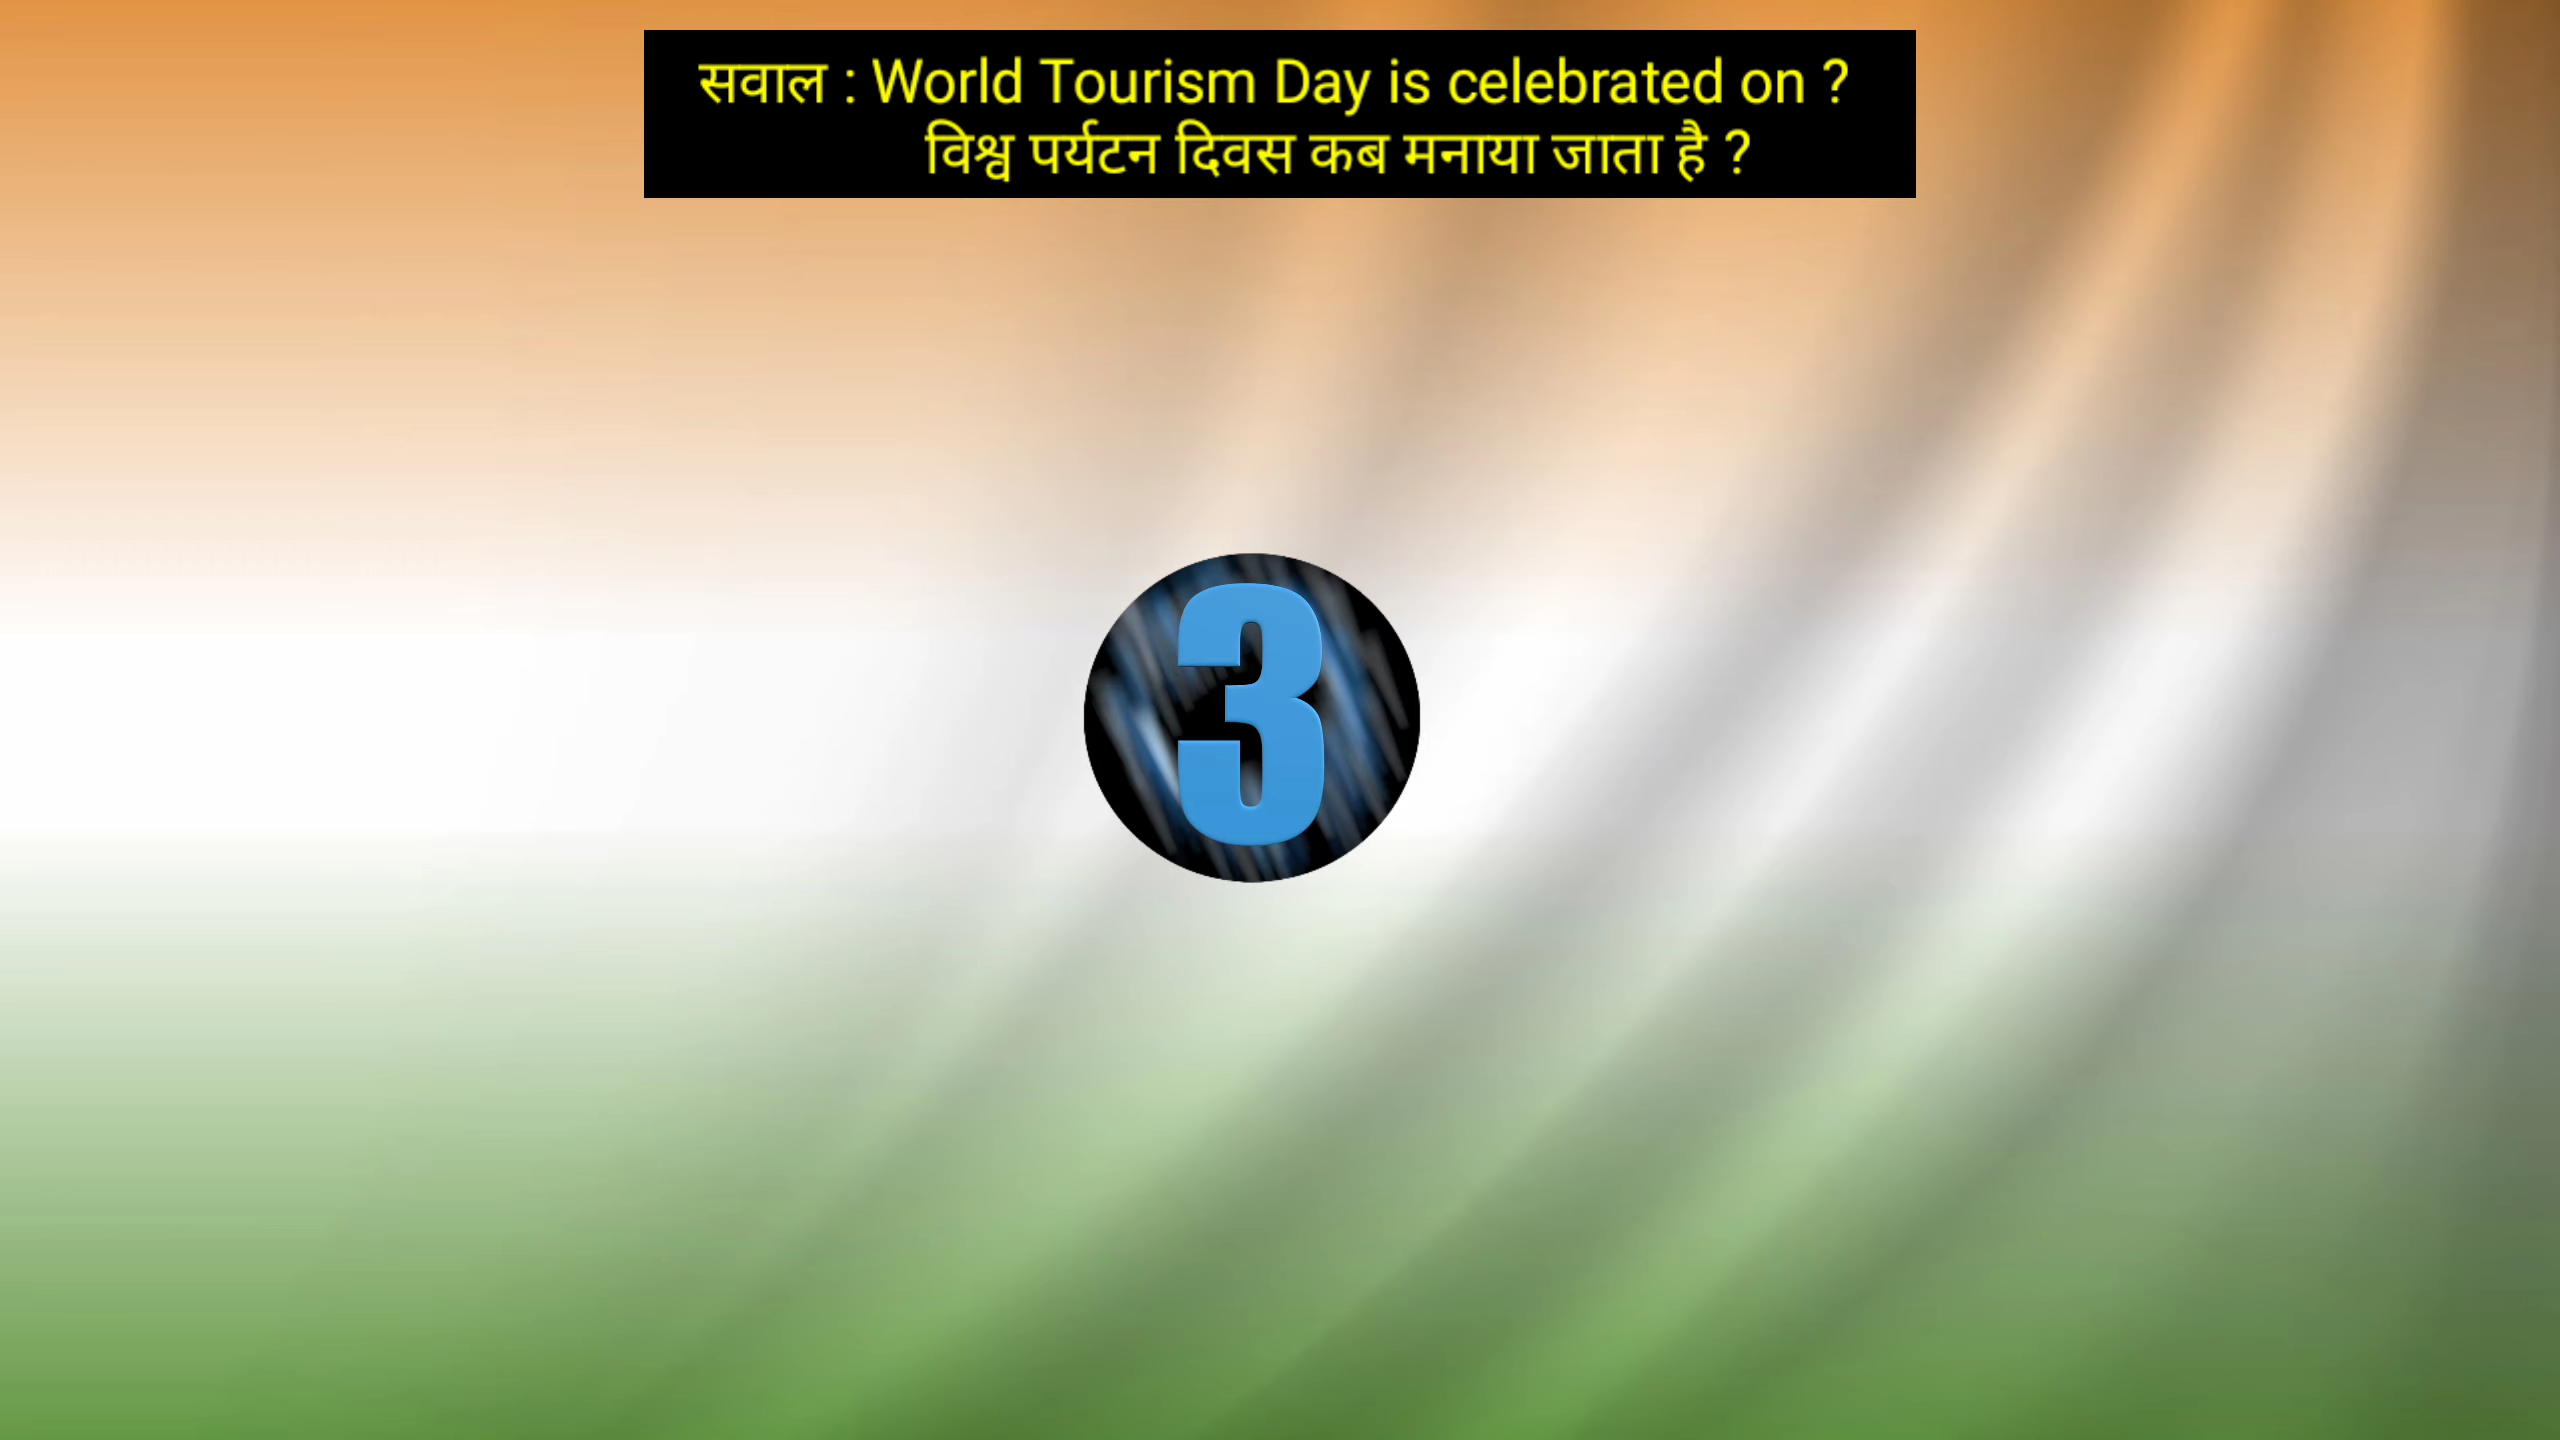 सवाल : World Tourism Day is celebrated on ?
विश्व पर्यटन दिवस कब मनाया जाता है ?
3